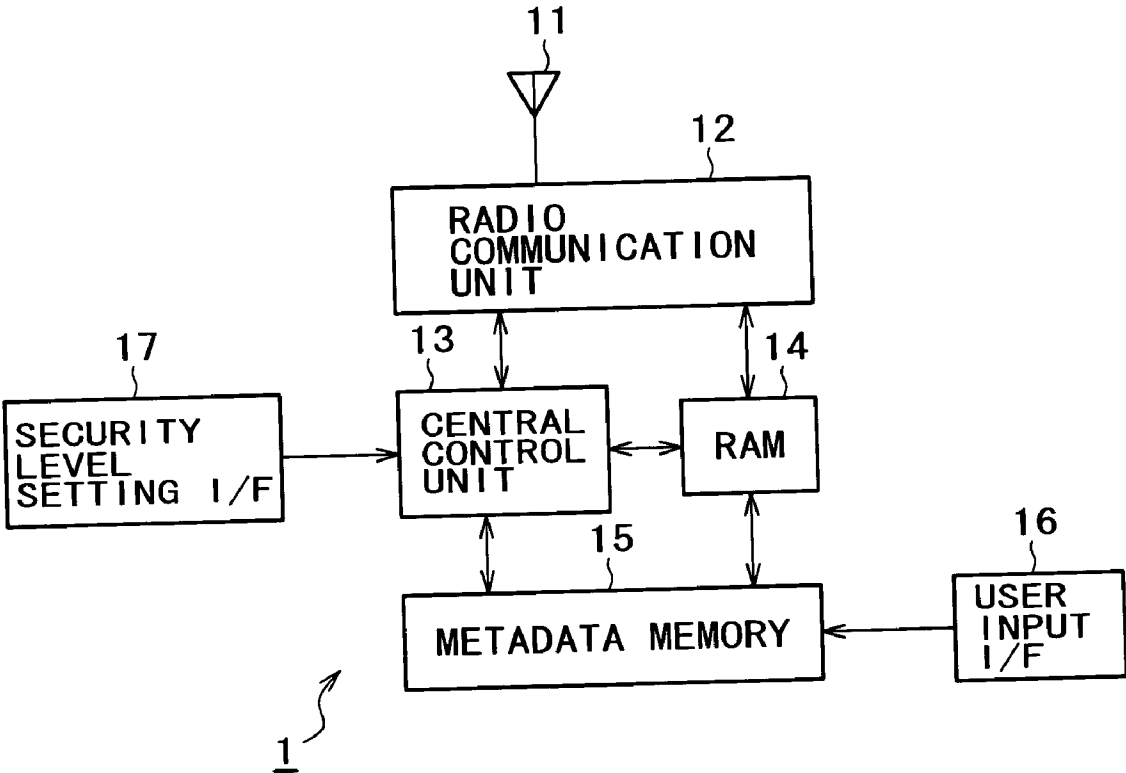 11
12
RADIO
COMMUNICATION
UNIT
13
14
17
SECURITY
LEVEL
SETTING I/F
CENTRAL
CONTROL
UNIT
RAM
15
16
METADATA MEMORY
USER
INPUT
I/F
1